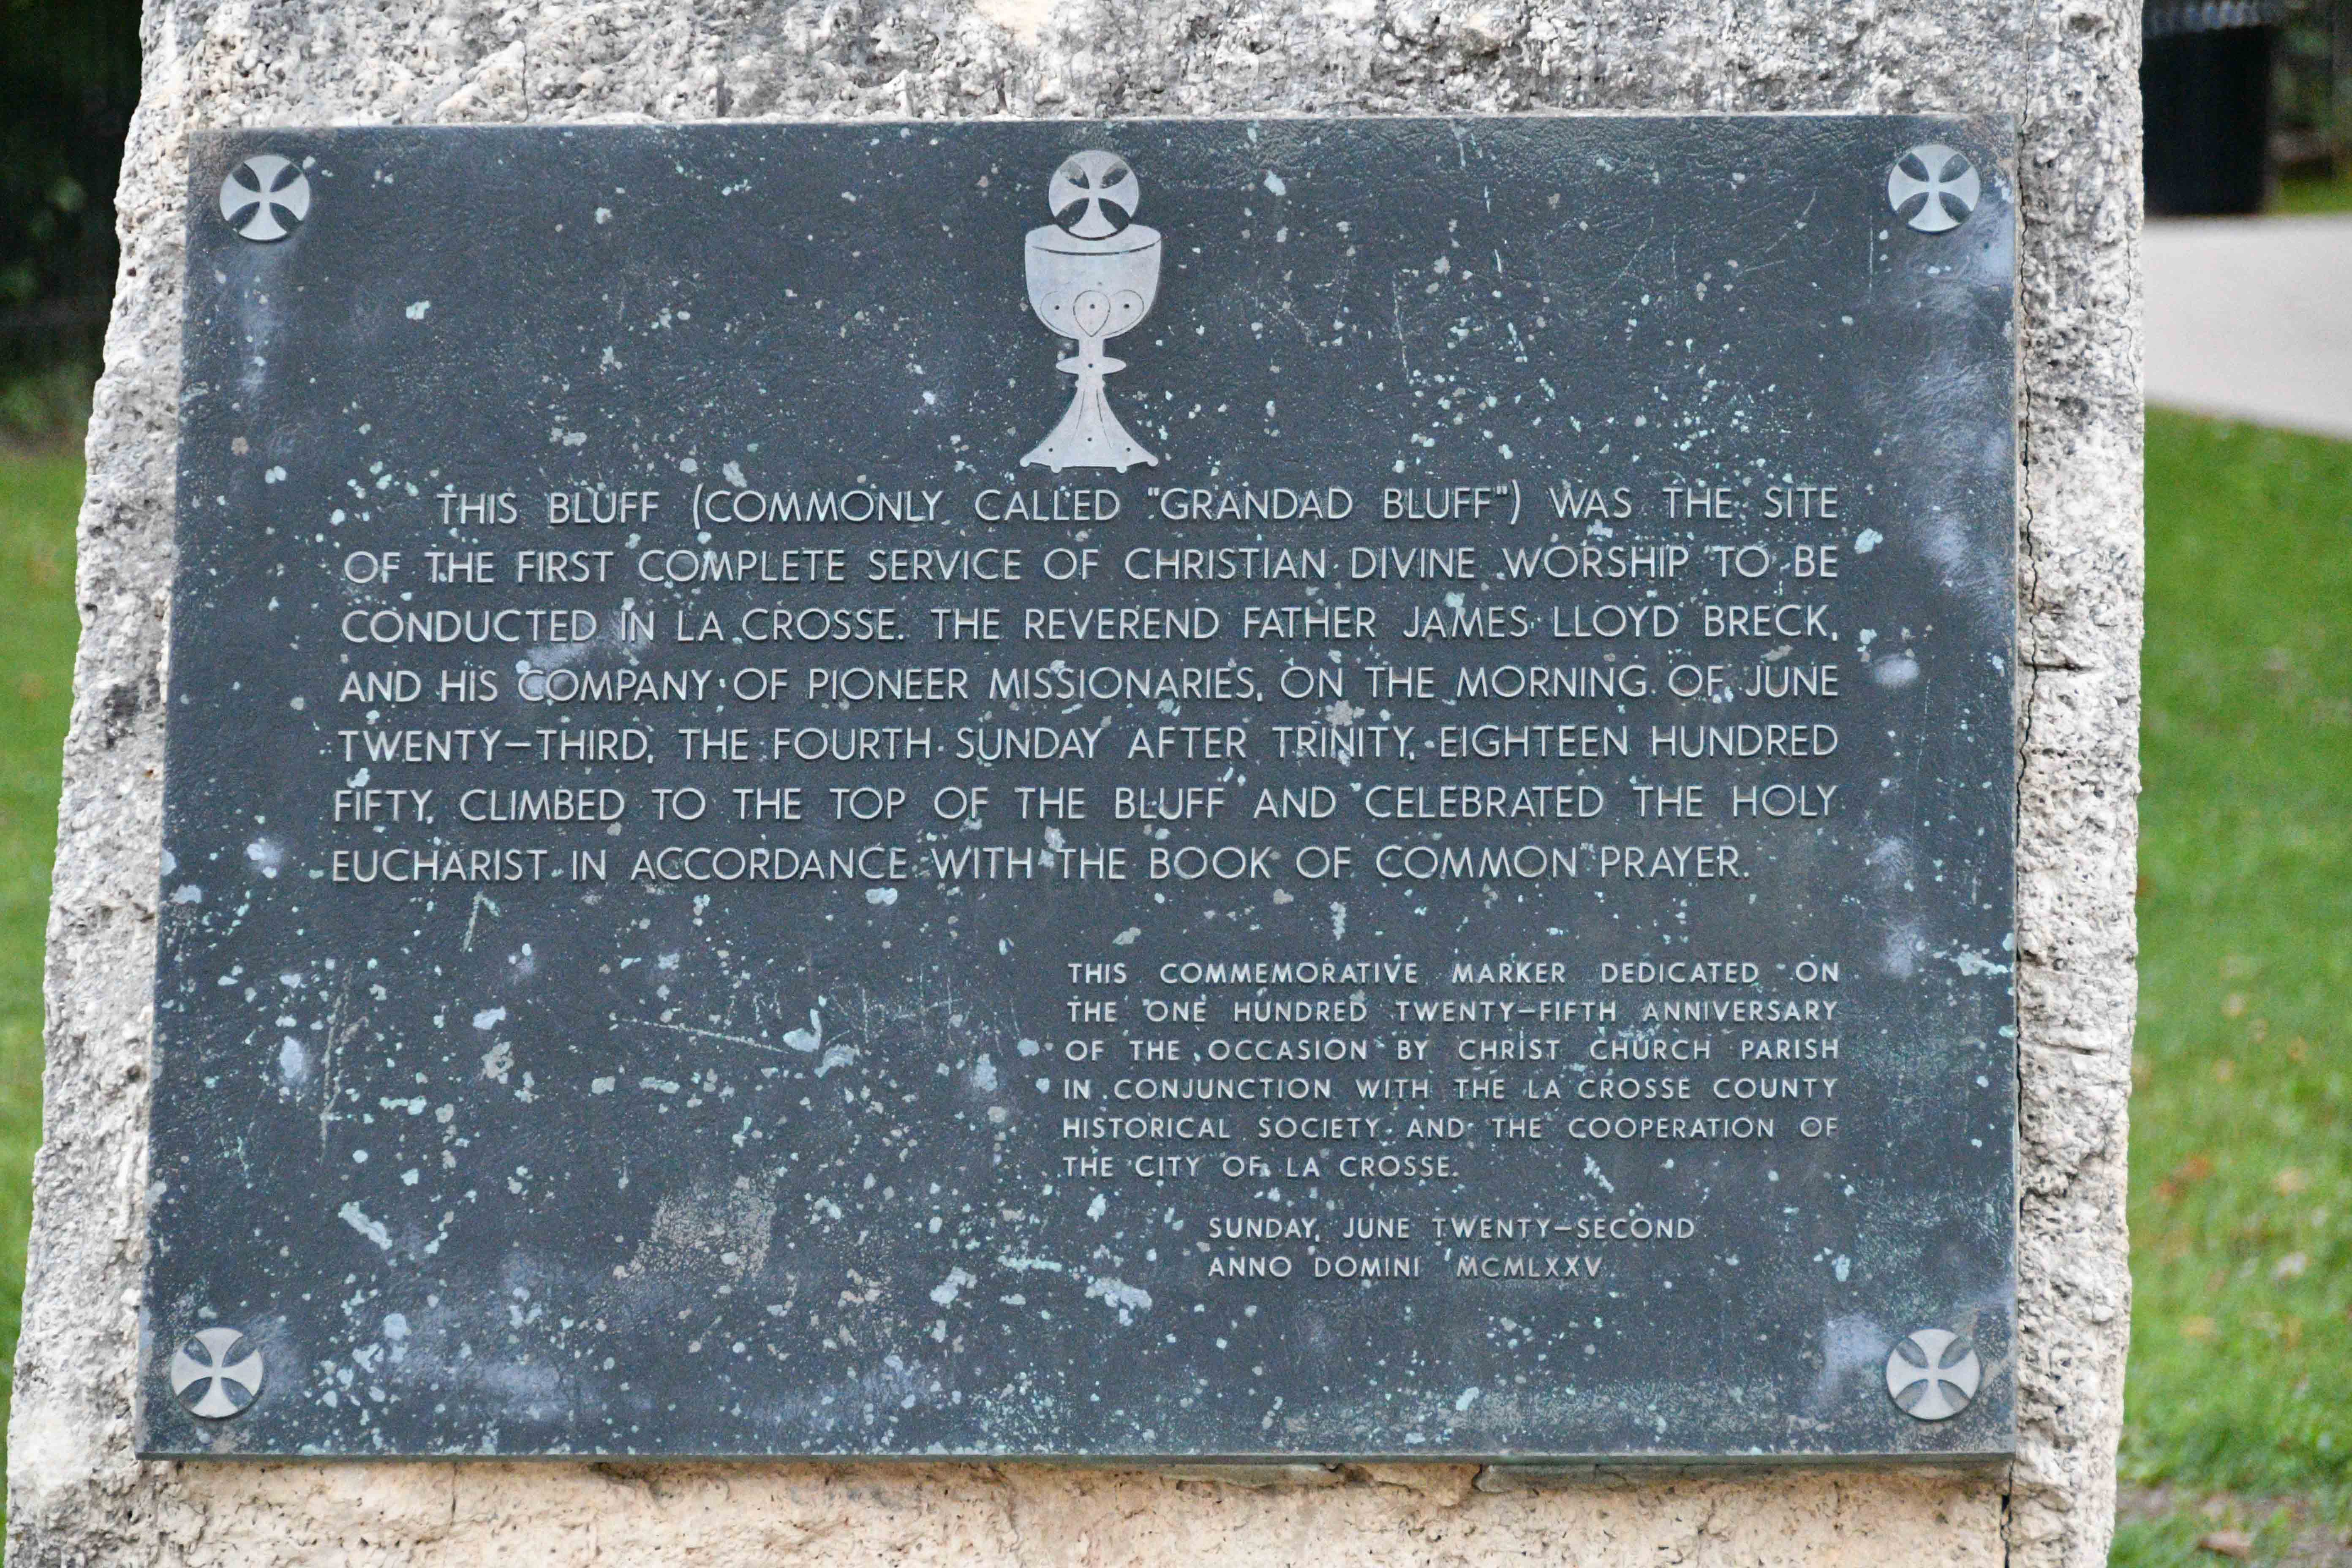 THIS BLUFF (COMMONLY CALLED "GRANDAD BLUFF") WAS THE SITE
OF THE FIRST COMPLETE SERVICE OF CHRISTIAN DIVINE WORSHIP TO BE
CONDUCTED IN LA CROSSE. THE REVEREND FATHER JAMES LLOYD BRECK,
AND HIS COMPANY OF PIONEER MISSIONARIES, ON THE MORNING OF JUNE
TWENTY-THIRD, THE FOURTH SUNDAY AFTER TRINITY, EIGHTEEN HUNDRED
FIFTY, CLIMBED TO THE TOP OF THE BLUFF AND CELEBRATED THE HOLY
EUCHARIST IN ACCORDANCE WITH THE BOOK OF COMMON PRAYER.
THIS COMMEMORATIVE MARKER DEDICATED ON
THE ONE HUNDRED TWENTY-FIFTH ANNIVERSARY
OF THE OCCASION BY CHRIST CHURCH PARISH
IN CONJUNCTION WITH THE LA CROSSE COUNTY
HISTORICAL SOCIETY AND THE COOPERATION OF
THE CITY OF LA CROSSE.
SUNDAY, JUNE TWENTY-SECOND
ANNO DOMINI MCMLXXV